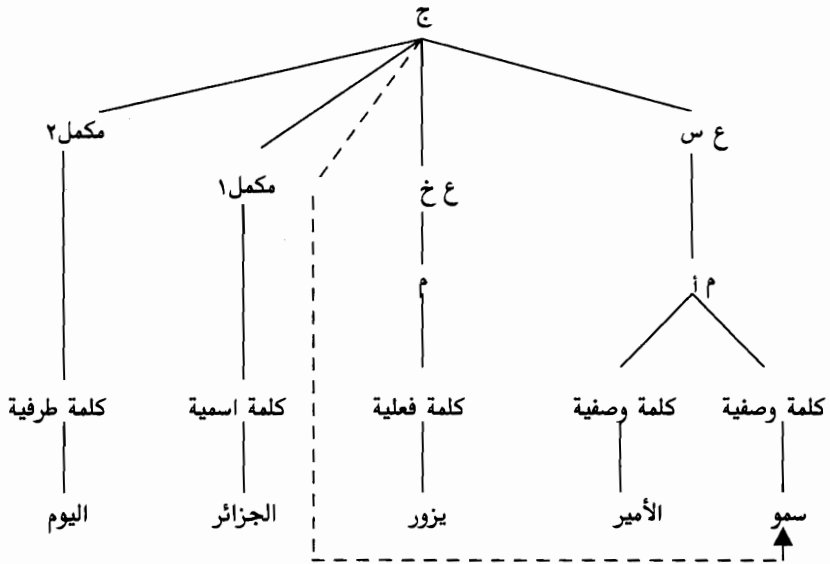 ج
ع س
مكمل٢
ع خ
مكمل١
م أ
م
كلمة وصفية كلمة وصفية كلمة فعلية كلمة اسمية كلمة طرفية
سمو الأمير يزور الجزائر اليوم